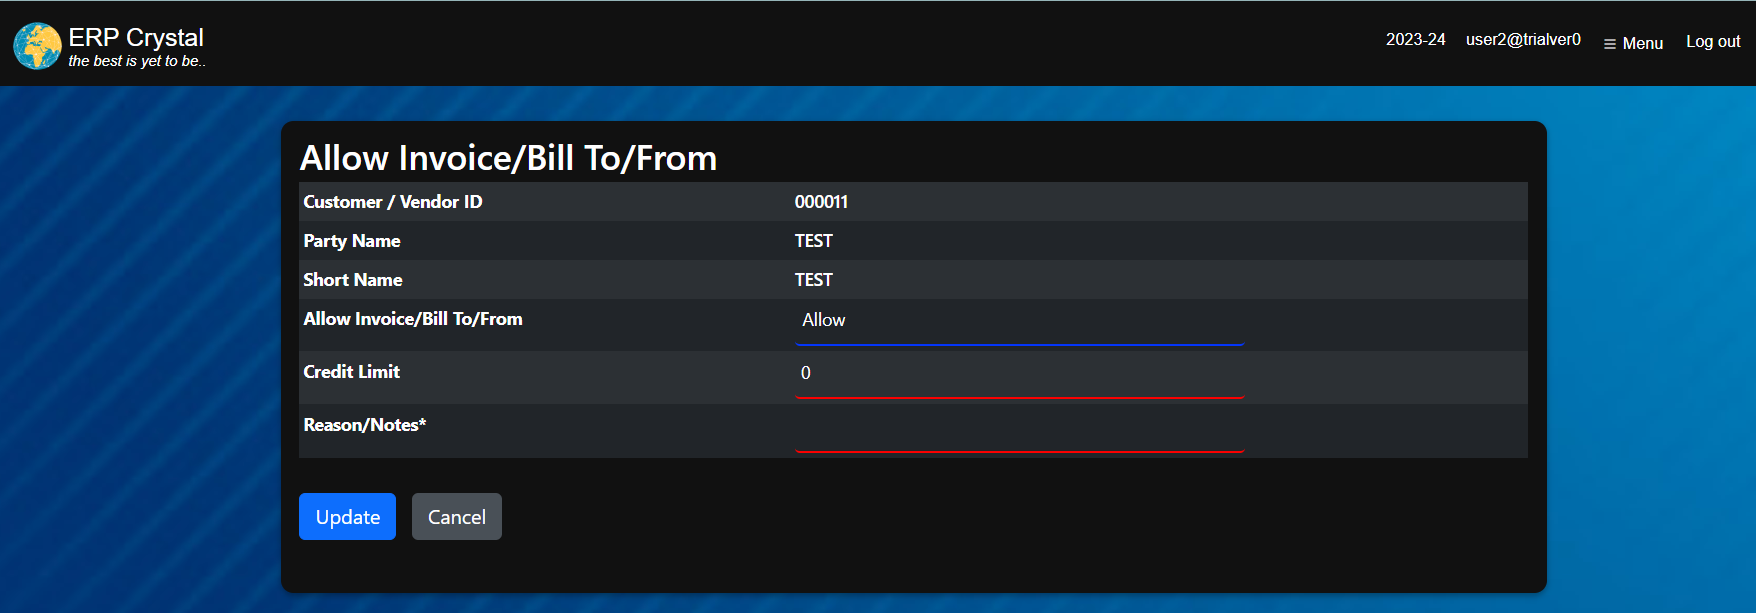 ERP Crystal
the best is yet to be..
2023-24 user2@trialver0 Menu Log out
Allow Invoice/Bill To/From
Customer / Vendor ID 000011
Party Name TEST
Short Name TEST
Allow Invoice/Bill To/From Allow
Credit Limit 0
Reason/Notes*
Update Cancel